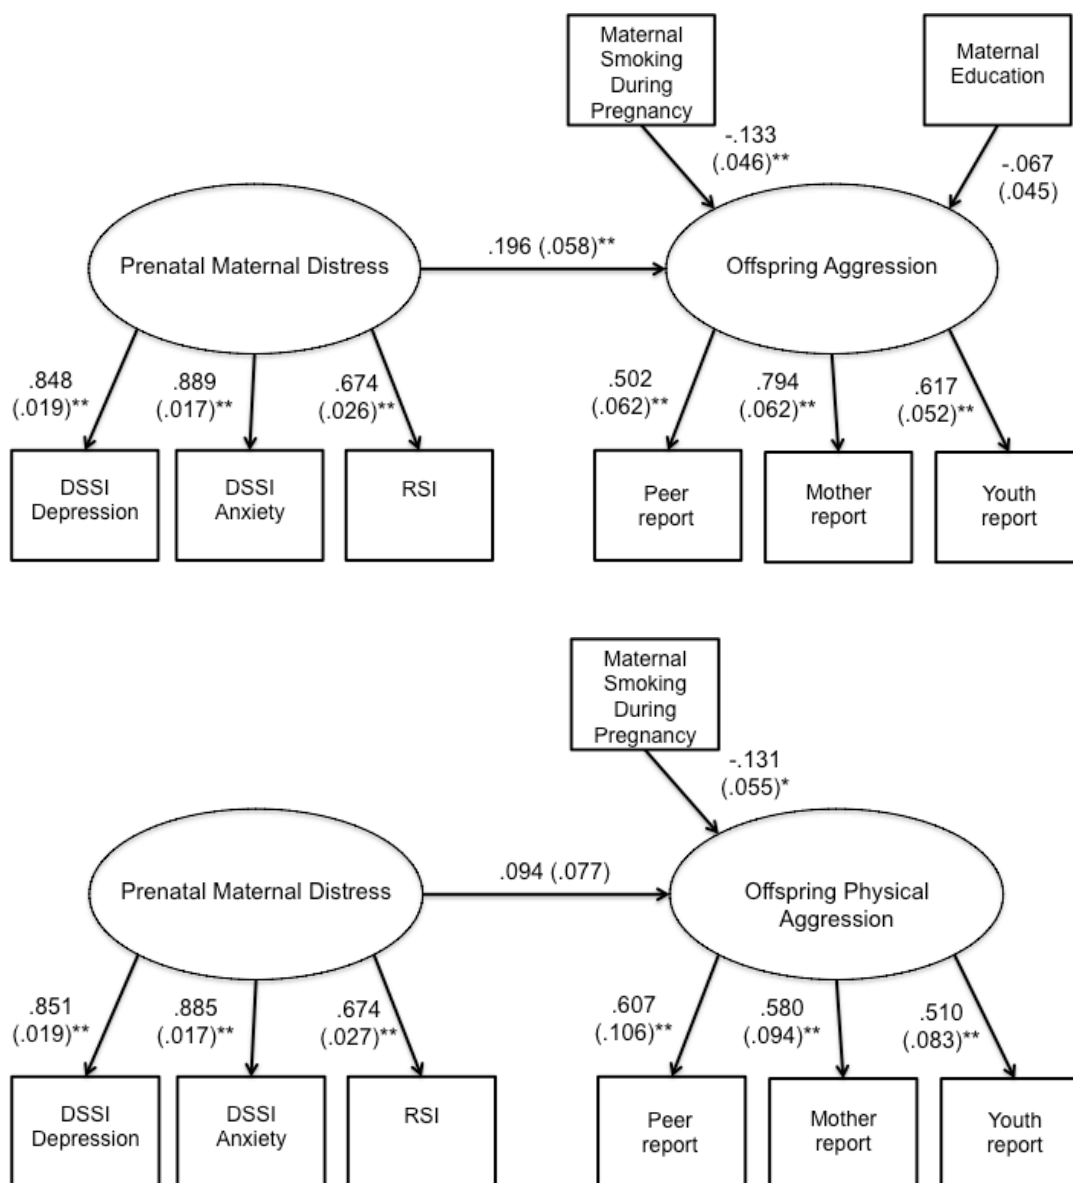 Maternal
Smoking
During
Pregnancy
Maternal
Education
-.133
(.046)**
-.067
(.045)
Prenatal Maternal Distress
.196 (.058)**
Offspring Aggression
.848
(.019)**
.889
(.017)**
.674
(.026)**
.502
(.062)**
.794
(.062)**
.617
(.052)**
DSSI
Depression
DSSI
Anxiety
RSI
Peer
report
Mother
report
Youth
report
Maternal
Smoking
During
Pregnancy
-.131
(.055)*
Prenatal Maternal Distress
.094 (.077)
Offspring Physical
Aggression
.851
(.019)**
.885
(.017)**
.674
(.027)**
.607
(.106)**
.580
(.094)**
.510
(.083)**
DSSI
Depression
DSSI
Anxiety
RSI
Peer
report
Mother
report
Youth
report